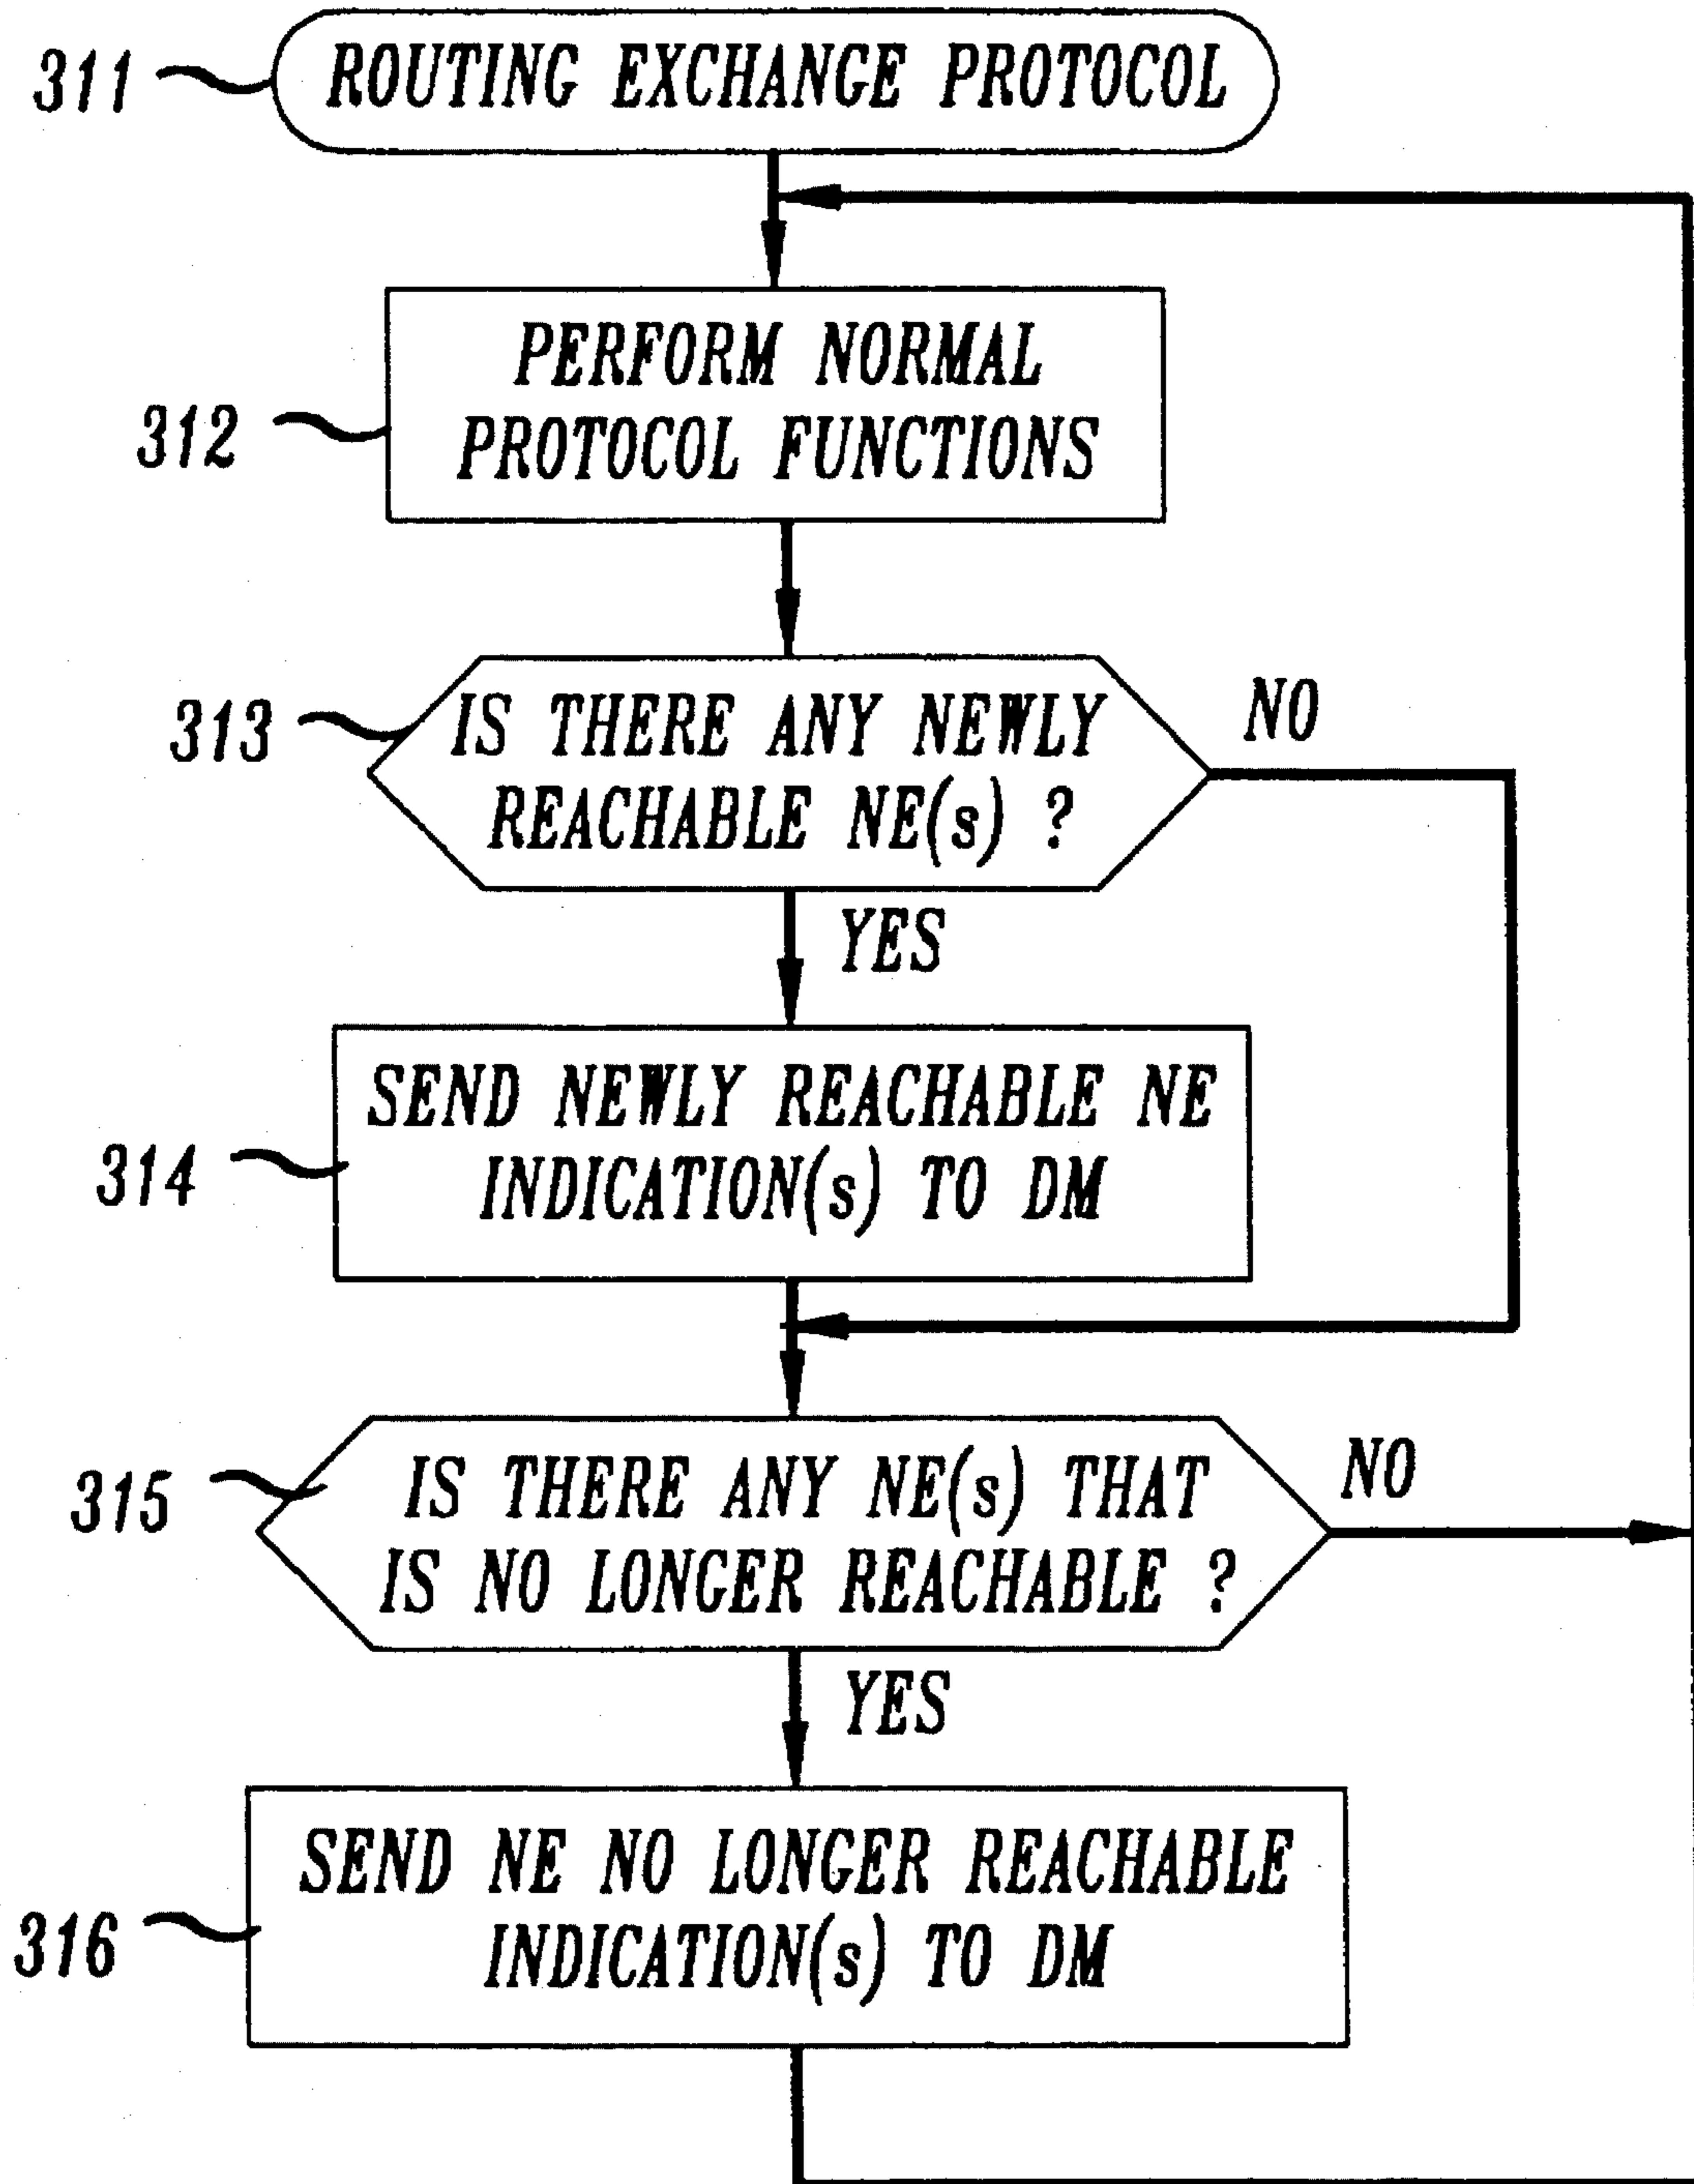 311
ROUTING EXCHANGE PROTOCOL
312
PERFORM NORMAL
PROTOCOL FUNCTIONS
313
IS THERE ANY NEWLY
REACHABLE NE(s) ?
NO
YES
314
SEND NEWLY REACHABLE NE
INDICATION(s) TO DM
315
IS THERE ANY NE(s) THAT
IS NO LONGER REACHABLE ?
NO
YES
316
SEND NE NO LONGER REACHABLE
INDICATION(s) TO DM